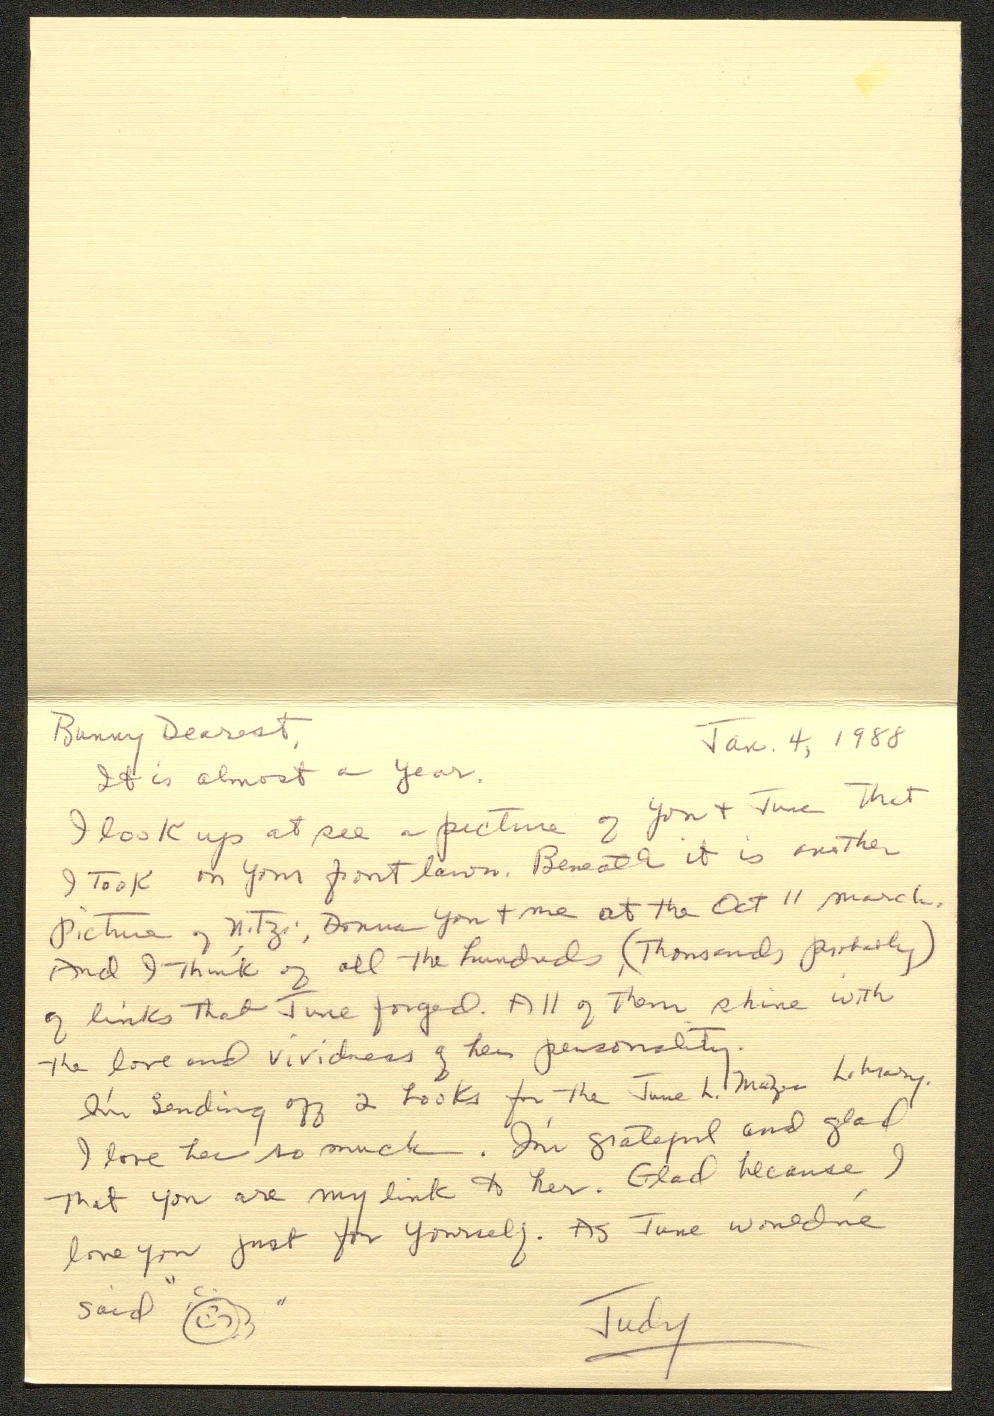 Bunny Dearest,
Jan. 4, 1988
It is almost a year.
I look up at see a picture of you + June that
I took on your front lawn. Beneath it is another
picture of Mitzi, Donna you + me at the Oct 11 march.
And I think of all the hundreds (thousands probably)
of links that June forged. All of them shine with
the love and vividness of her personality.
I'm sending off 2 books for the June L. Mazer Library.
I love her so much. I'm grateful and glad
that you are my link to her. Glad because I
love you just for yourself. As June would've
said " "
Judy